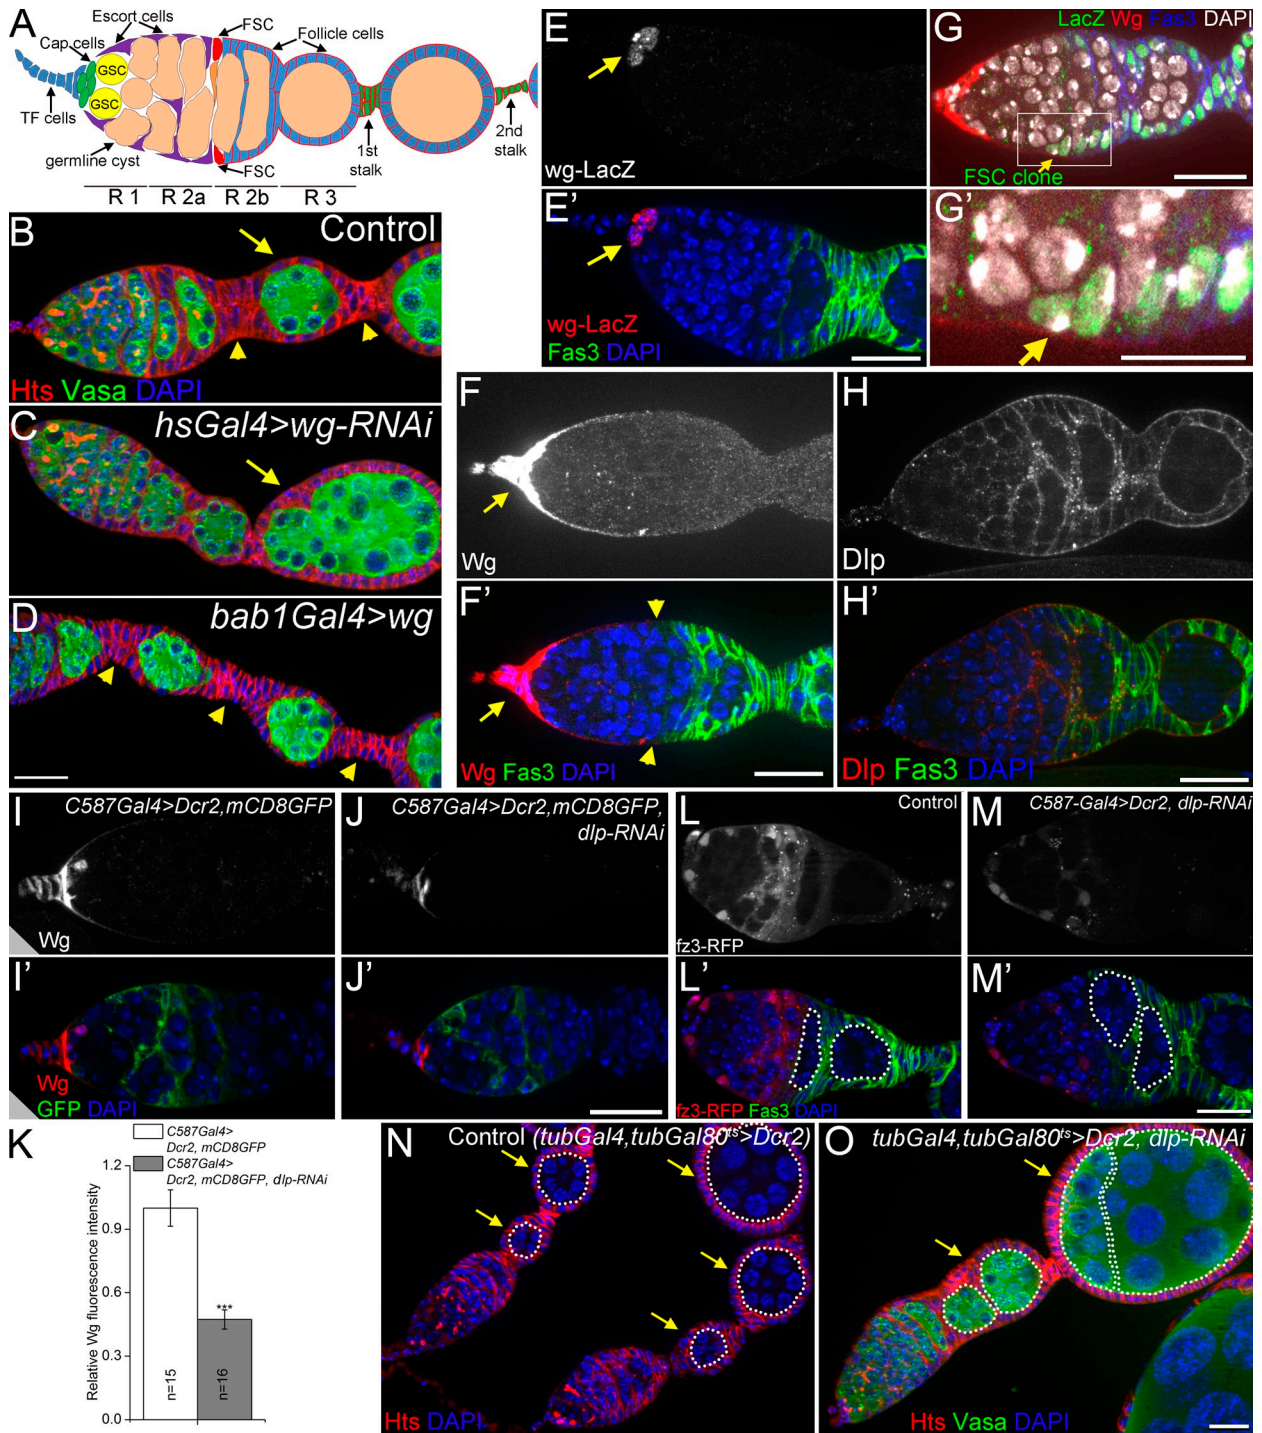 A
Escort cells
FSC
Follicle cells
Cap cells
GSC
GSC
TF cells
germline cyst
FSC
1st
stalk
2nd
stalk
R 1
R 2a
R 2b
R 3
B
Control
Hts Vasa DAPI
C
hsGal4>wg-RNAi
D
bab1Gal4>wg
E
wg-LacZ
E'
wg-LacZ
Fas3 DAPI
G
LacZ Wg Fas3 DAPI
FSC clone
G'
F
Wg
F'
Wg Fas3 DAPI
H
Dlp
H'
Dlp Fas3 DAPI
I
C587Gal4>Dcr2,mCD8GFP
Wg
I'
Wg
GFP DAPI
J
C587Gal4>Dcr2,mCD8GFP,
dlp-RNAi
J'
L
Control
fz3-RFP
L'
fz3-RFP Fas3 DAPI
M
C587-Gal4>Dcr2, dlp-RNAi
M'
K
C587Gal4>
Dcr2, mCD8GFP
C587Gal4>
Dcr2, mCD8GFP, dlp-RNAi
Relative Wg fluorescence intensity
1.2
0.9
0.6
0.3
0.0
***
n=15
n=16
N
Control (tubGal4,tubGal80ts>Dcr2)
Hts DAPI
O
tubGal4,tubGal80ts>Dcr2, dlp-RNAi
Hts Vasa DAPI